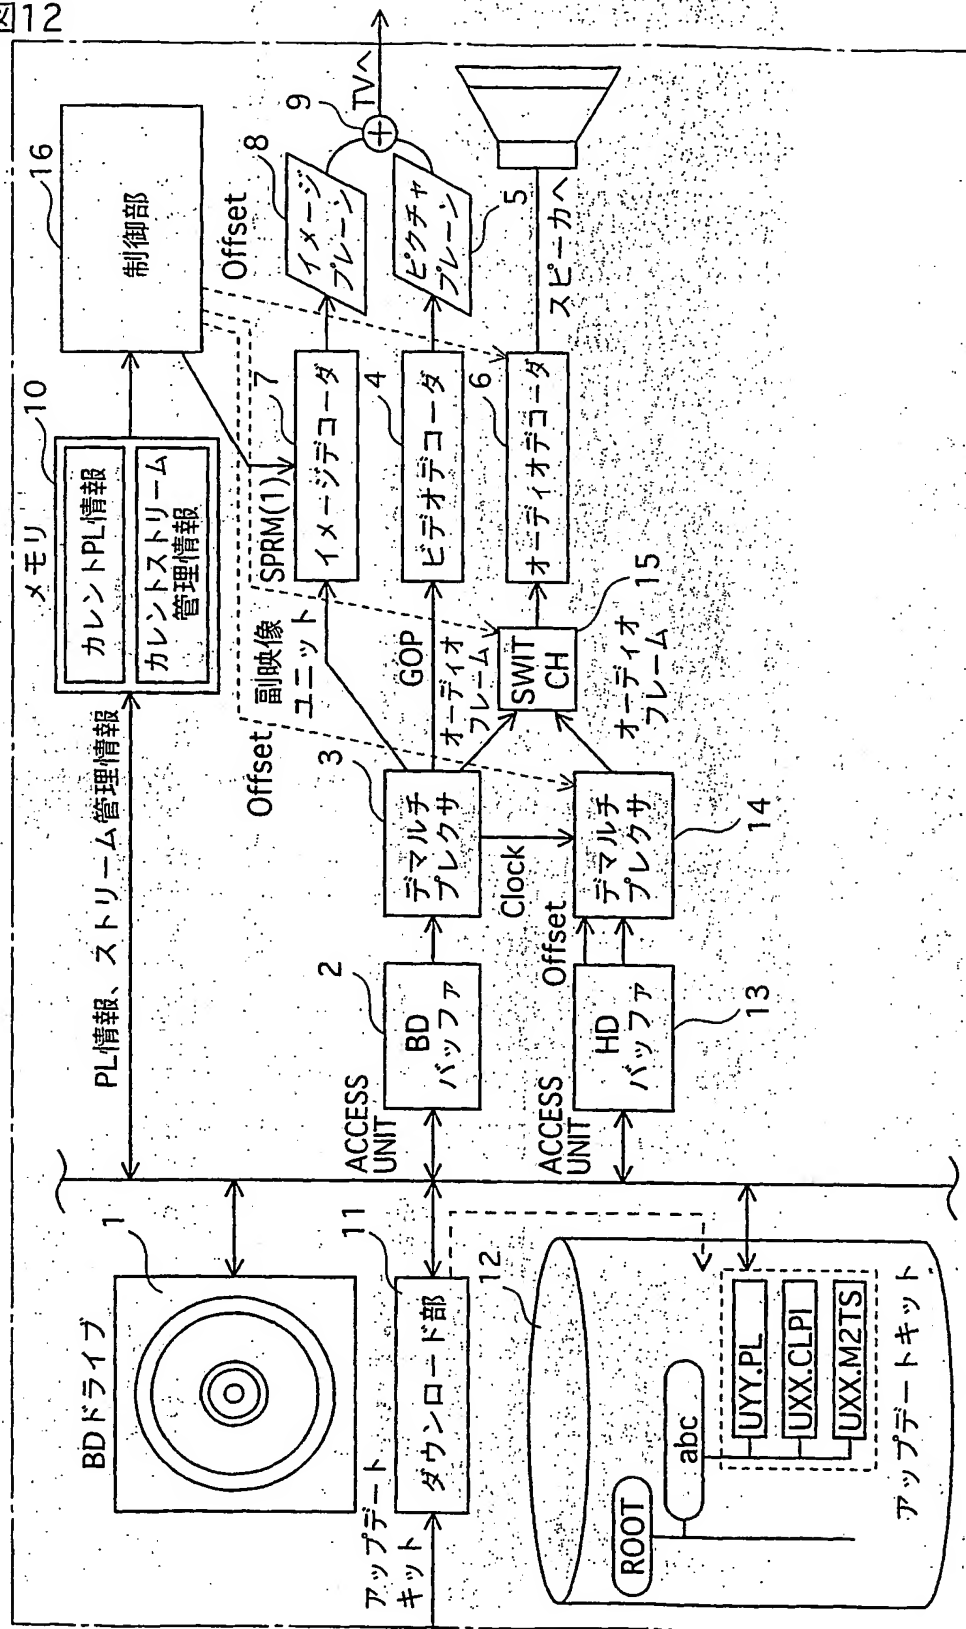 図12
BDドライブ
1
アップデート
キット
ダウンロード部
11
12
ROOT
abc
UYY.PL
UXX.CLPI
UXX.M2TS
アップデートキット
PL情報、ストリーム管理情報
メモリ
10
カレントPL情報
カレントストリーム
管理情報
16
制御部
ACCESS
UNIT
2
BD
バッファ
3
デマルチ
プレクサ
Offset
副映像
ユニット
SPRM(1)
7
イメージデコーダ
Offset
8
イメージ
プレーン
9
TVへ
GOP
4
ビデオデコーダ
ピクチャ
プレーン
5
オーディオ
フレーム
6
オーディオデコーダ
スピーカへ
SWIT
CH
15
オーディオ
フレーム
Clock
ACCESS
UNIT
HD
バッファ
13
Offset
デマルチ
プレクサ
14